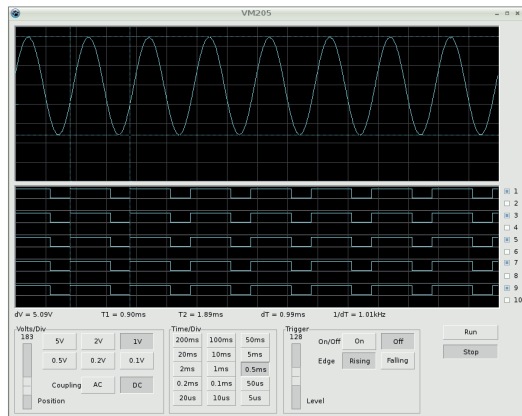 VM205
1
2
3
4
5
6
7
8
9
10
dV = 5.09V T1 = 0.90ms T2 = 1.89ms dT = 0.99ms 1/dT = 1.01kHz
Volts/Div
183
5V 2V 1V
0.5V 0.2V 0.1V
Coupling AC DC
Position
Time/Div
200ms 100ms 50ms
20ms 10ms 5ms
2ms 1ms 0.5ms
0.2ms 0.1ms 50us
20us 10us 5us
Trigger
128
On/Off On Off
Edge Rising Falling
Level
Run
Stop